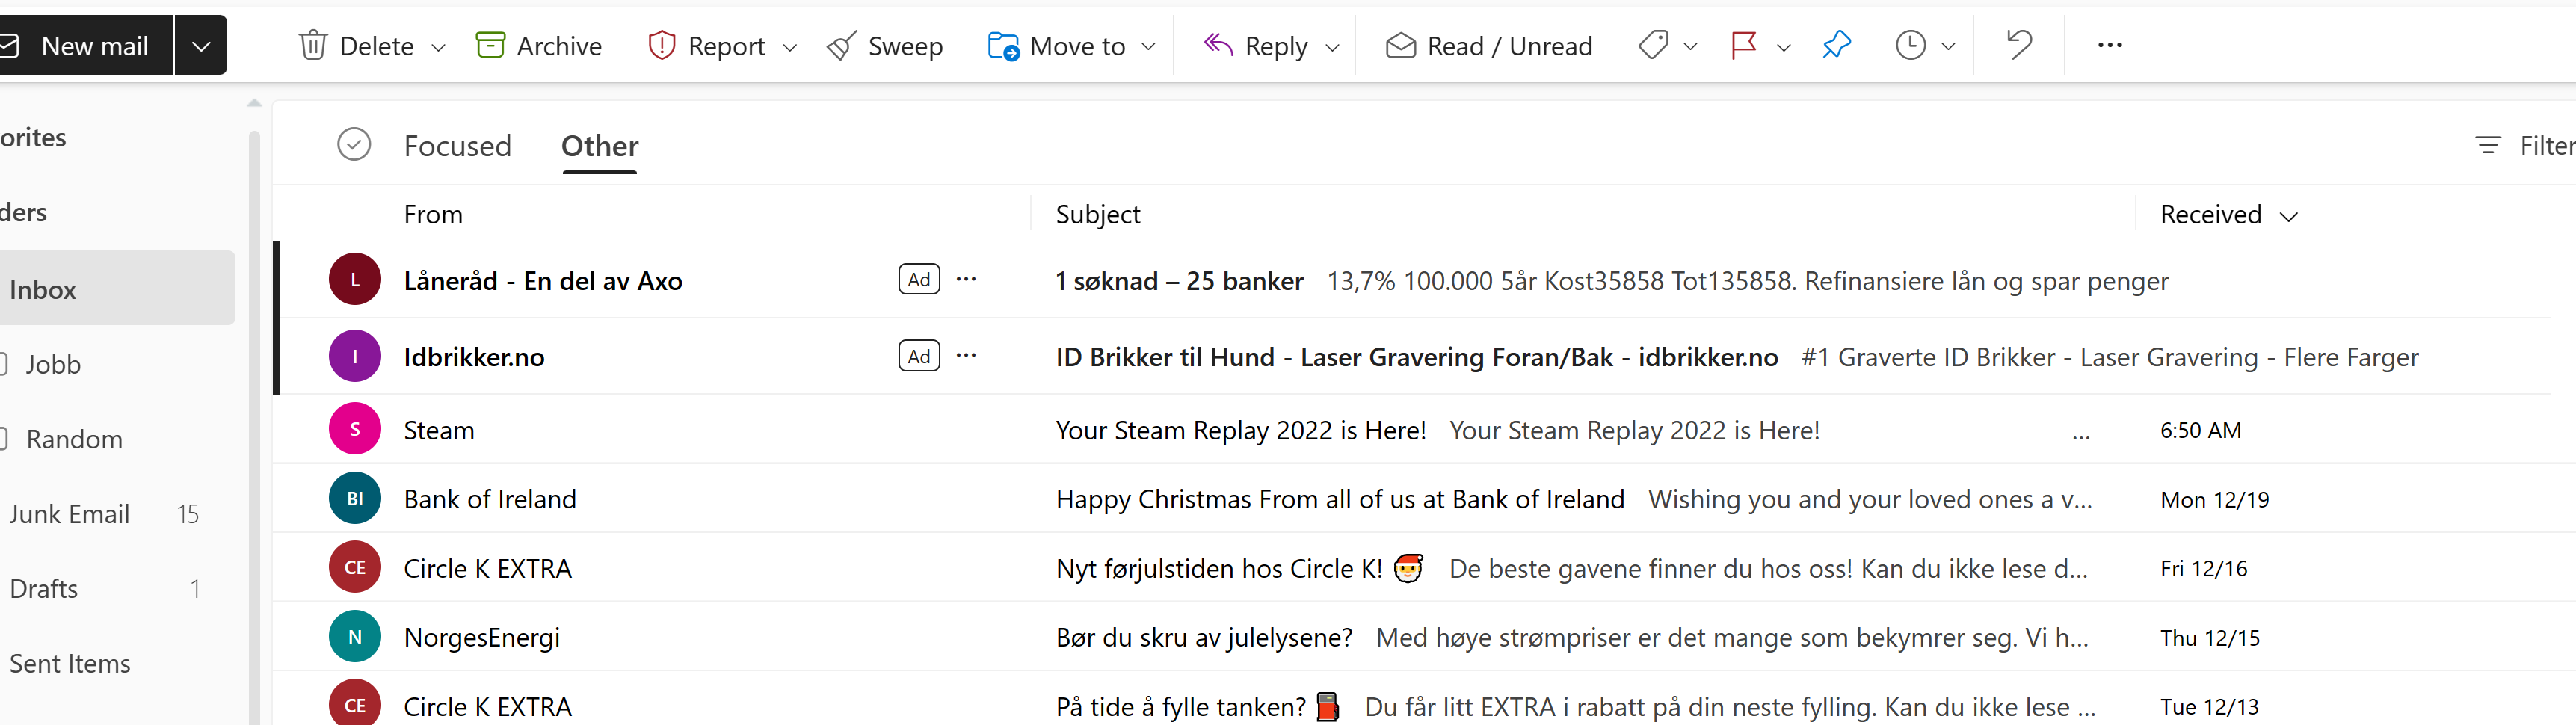 New mail Delete Archive Report Sweep Move to Reply Read / Unread ...
orites
ders
Inbox
Jobb
Random
Junk Email 15
Drafts 1
Sent Items
Focused Other Filter
From Subject Received
L Låneråd - En del av Axo Ad ... 1 søknad – 25 banker 13,7% 100.000 5år Kost35858 Tot135858. Refinansiere lån og spar penger
I Idbrikker.no Ad ... ID Brikker til Hund - Laser Gravering Foran/Bak - idbrikker.no #1 Graverte ID Brikker - Laser Gravering - Flere Farger
S Steam Your Steam Replay 2022 is Here! Your Steam Replay 2022 is Here! ... 6:50 AM
BI Bank of Ireland Happy Christmas From all of us at Bank of Ireland Wishing you and your loved ones a v... Mon 12/19
CE Circle K EXTRA Nyt førjulstiden hos Circle K! 🎅 De beste gavene finner du hos oss! Kan du ikke lese d... Fri 12/16
N NorgesEnergi Bør du skru av julelysene? Med høye strømpriser er det mange som bekymrer seg. Vi h... Thu 12/15
CE Circle K EXTRA På tide å fylle tanken? ⛽ Du får litt EXTRA i rabatt på din neste fylling. Kan du ikke lese ... Tue 12/13